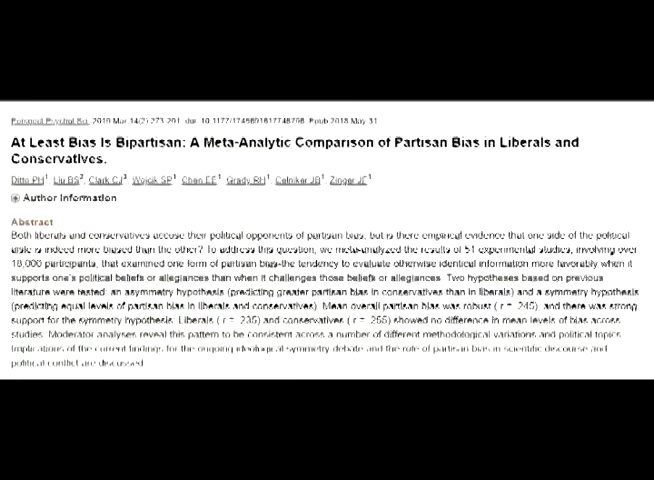 2019 Mar;14(2):273-291. doi: 10.1177/1745691617746796. Epub 2018 May 31.
At Least Bias Is Bipartisan: A Meta-Analytic Comparison of Partisan Bias in Liberals and
Conservatives.
Ditto PH1, Liu BS2, Clark CJ3, Wojcik SP1, Chen EE1, Grady RH1, Celniker JB1, Zinger JF1.
Author information
Abstract
Both liberals and conservatives accuse their political opponents of partisan bias, but is there empirical evidence that one side of the political
aisle is indeed more biased than the other? To address this question, we meta-analyzed the results of 51 experimental studies, involving over
18,000 participants, that examined one form of partisan bias-the tendency to evaluate otherwise identical information more favorably when it
supports one's political beliefs or allegiances than when it challenges those beliefs or allegiances. Two hypotheses based on previous
literature were tested: an asymmetry hypothesis (predicting greater partisan bias in conservatives than in liberals) and a symmetry hypothesis
(predicting equal levels of partisan bias in liberals and conservatives). Mean overall partisan bias was robust ( r = .245), and there was strong
support for the symmetry hypothesis: Liberals ( r = .235) and conservatives ( r = .255) showed no difference in mean levels of bias across
studies. Moderator analyses reveal this pattern to be consistent across a number of different methodological variations and political topics.
Implications of the current findings for the ongoing ideological symmetry debate and the role of partisan bias in scientific discourse and
political conflict are discussed.